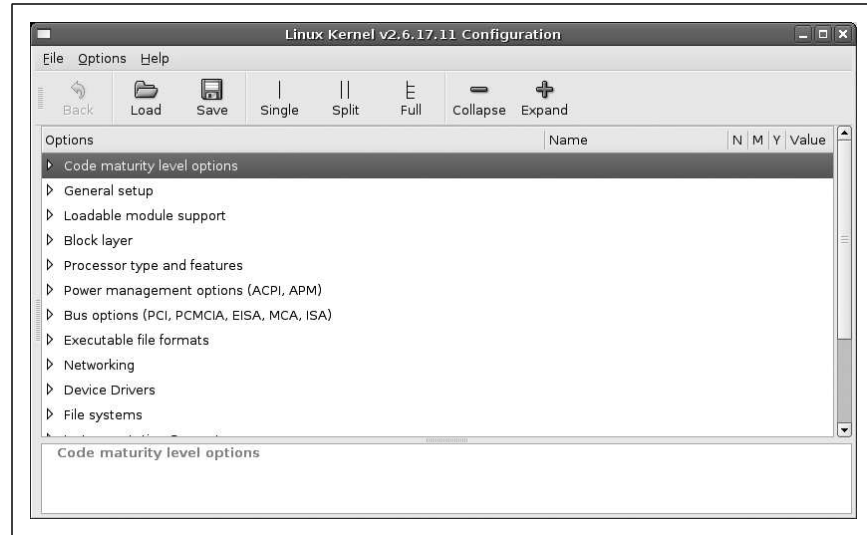 Linux Kernel v2.6.17.11 Configuration
File Options Help
Back Load Save Single Split Full Collapse Expand
Options Name N M Y Value
Code maturity level options
General setup
Loadable module support
Block layer
Processor type and features
Power management options (ACPI, APM)
Bus options (PCI, PCMCIA, EISA, MCA, ISA)
Executable file formats
Networking
Device Drivers
File systems
Code maturity level options